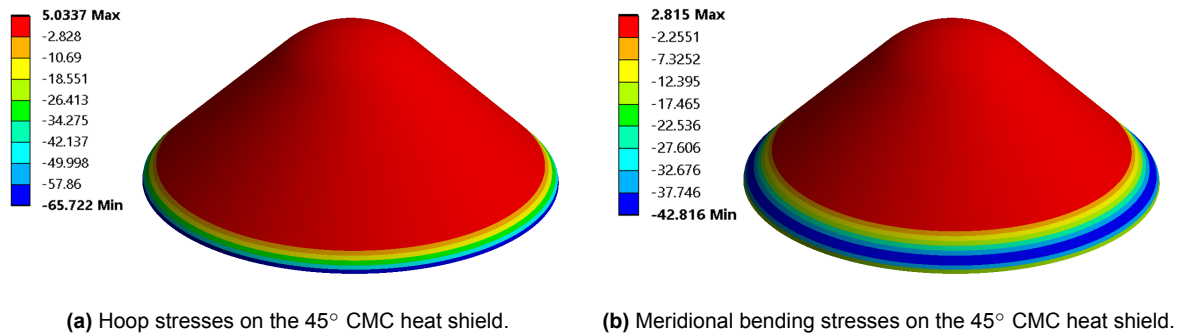 5.0337 Max
-2.828
-10.69
-18.551
-26.413
-34.275
-42.137
-49.998
-57.86
-65.722 Min
(a) Hoop stresses on the 45° CMC heat shield.
2.815 Max
-2.2551
-7.3252
-12.395
-17.465
-22.536
-27.606
-32.676
-37.746
-42.816 Min
(b) Meridional bending stresses on the 45° CMC heat shield.